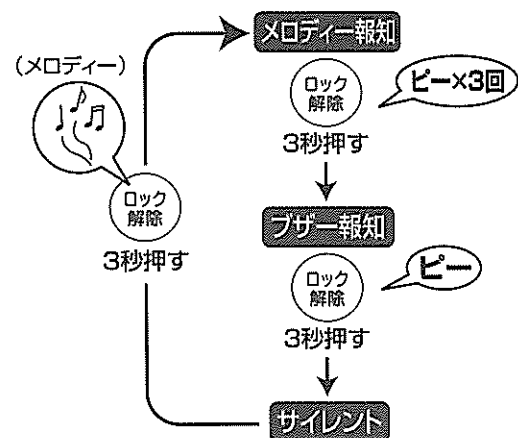 メロディー報知
(メロディー)
ロック
解除
ピー×3回
3秒押す
ロック
解除
3秒押す
ブザー報知
ロック
解除
ピー
3秒押す
サイレント